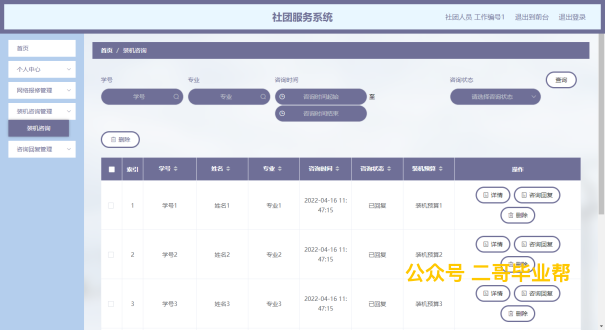 社团服务系统
社团人员 工作编号1 退出到前台 退出登录
首页
个人中心
网络报修管理
装机咨询管理
装机咨询
咨询回复管理
首页 / 装机咨询
学号 专业 咨询时间 咨询状态
学号 专业 咨询时间起始 至 请选择咨询状态 查询
咨询时间结束
删除
索引 学号 姓名 专业 咨询时间 咨询状态 装机预算 操作
1 学号1 姓名1 专业1 2022-04-16 11:47:15 已回复 装机预算1 详情 咨询回复 删除
2 学号2 姓名2 专业2 2022-04-16 11:47:15 已回复 装机预算2 详情 咨询回复 删除
公众号 二哥毕业帮
3 学号3 姓名3 专业3 2022-04-16 11:47:15 已回复 装机预算3 详情 咨询回复 删除